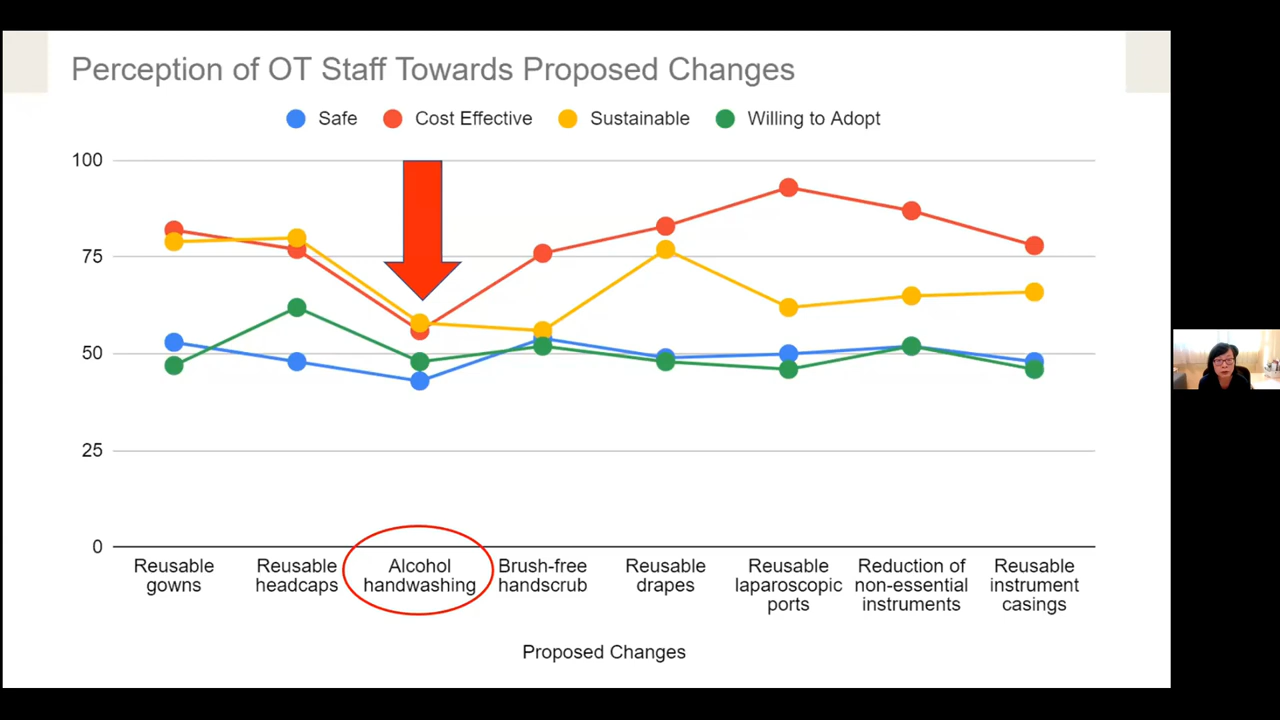 Perception of OT Staff Towards Proposed Changes
Safe Cost Effective Sustainable Willing to Adopt
100
75
50
25
0
Reusable gowns
Reusable headcaps
Alcohol handwashing
Brush-free handscrub
Reusable drapes
Reusable laparoscopic ports
Reduction of non-essential instruments
Reusable instrument casings
Proposed Changes